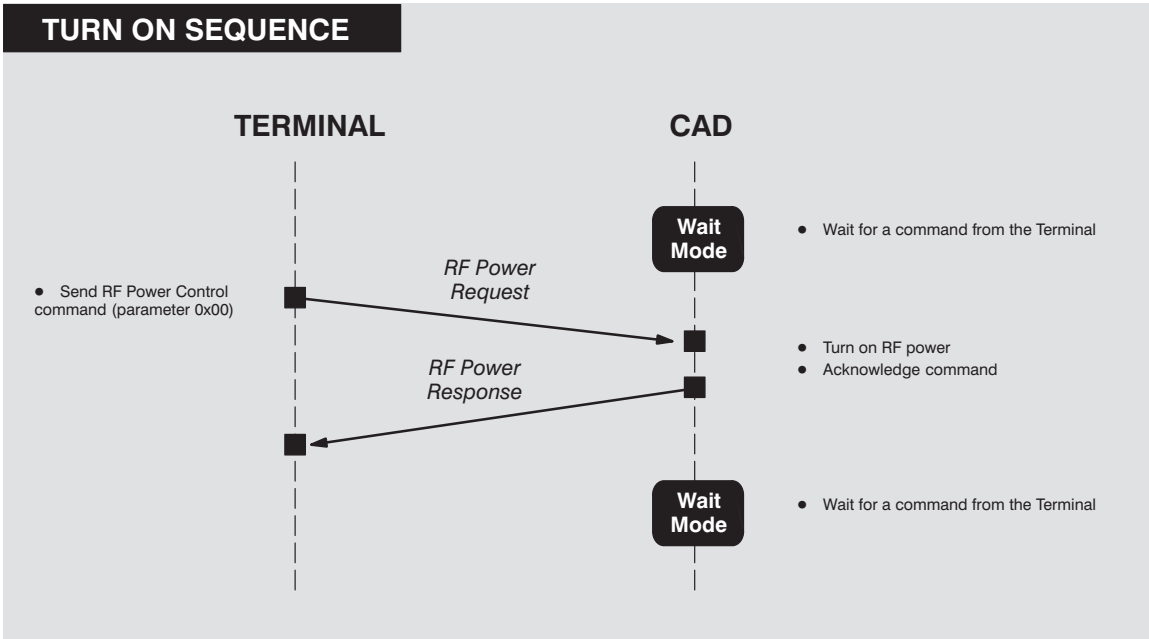 TURN ON SEQUENCE
TERMINAL
CAD
Wait
Mode
● Wait for a command from the Terminal
RF Power
Request
● Send RF Power Control
command (parameter 0x00)
● Turn on RF power
● Acknowledge command
RF Power
Response
Wait
Mode
● Wait for a command from the Terminal